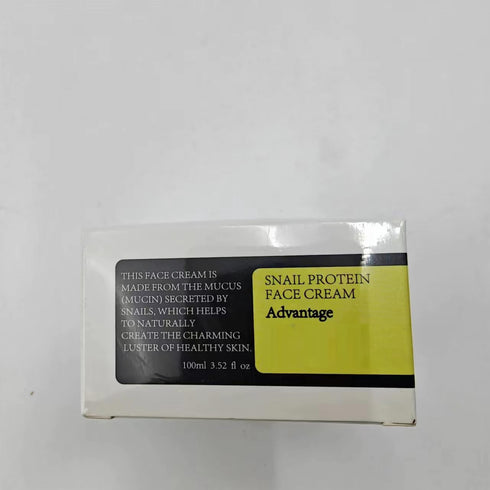 THIS FACE CREAM IS
MADE FROM THE MUCUS
(MUCIN) SECRETED BY
SNAILS, WHICH HELPS
TO NATURALLY
CREATE THE CHARMING
LUSTER OF HEALTHY SKIN.
100ml 3.52 fl oz
SNAIL PROTEIN
FACE CREAM
Advantage